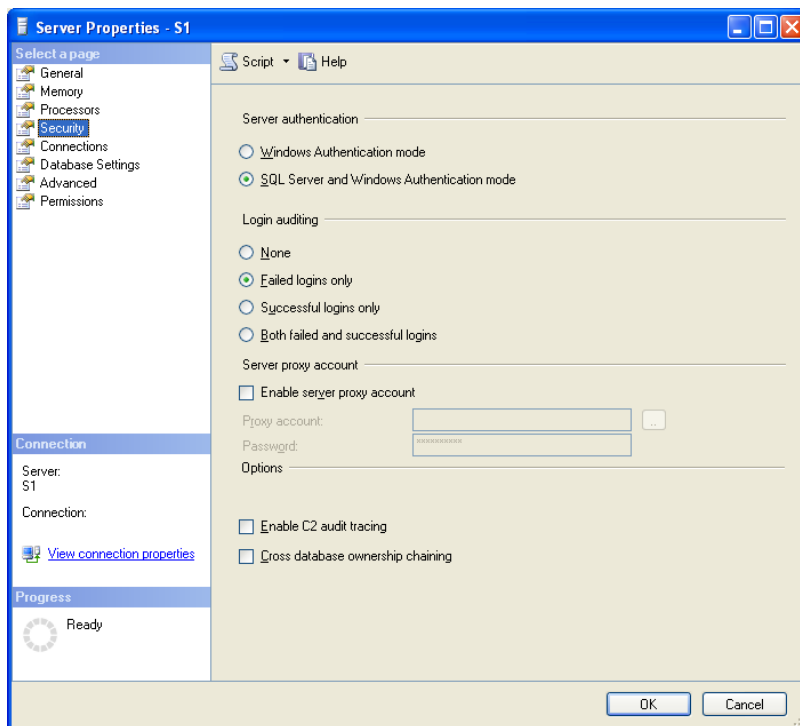 Server Properties - S1
Select a page
General
Memory
Processors
Security
Connections
Database Settings
Advanced
Permissions
Script Help
Server authentication
Windows Authentication mode
SQL Server and Windows Authentication mode
Login auditing
None
Failed logins only
Successful logins only
Both failed and successful logins
Server proxy account
Enable server proxy account
Proxy account:
...
Password: **********
Options
Enable C2 audit tracing
Cross database ownership chaining
Connection
Server:
S1
Connection:
View connection properties
Progress
Ready
OK Cancel